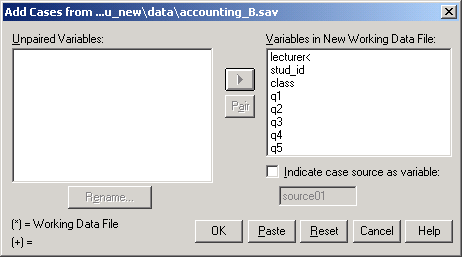 Add Cases from ...u_new\data\accounting_B.sav
Unpaired Variables:
Variables in New Working Data File:
lecturer<
stud_id
class
q1
q2
q3
q4
q5
Pair
Indicate case source as variable:
source01
Rename...
(*) = Working Data File
(+) =
OK
Paste
Reset
Cancel
Help